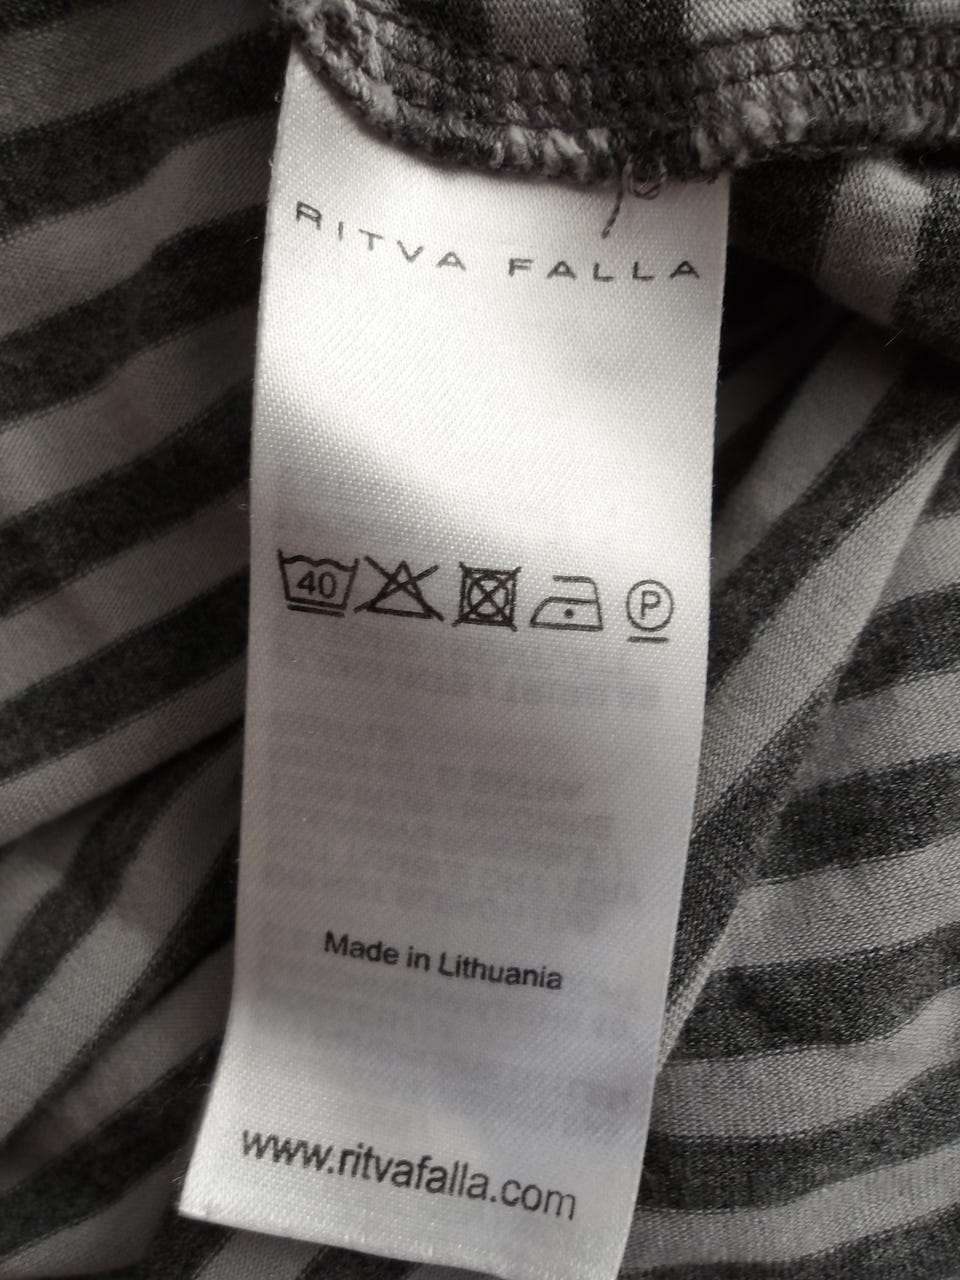 RITVA FALLA
40 P
Made in Lithuania
www.ritvafalla.com